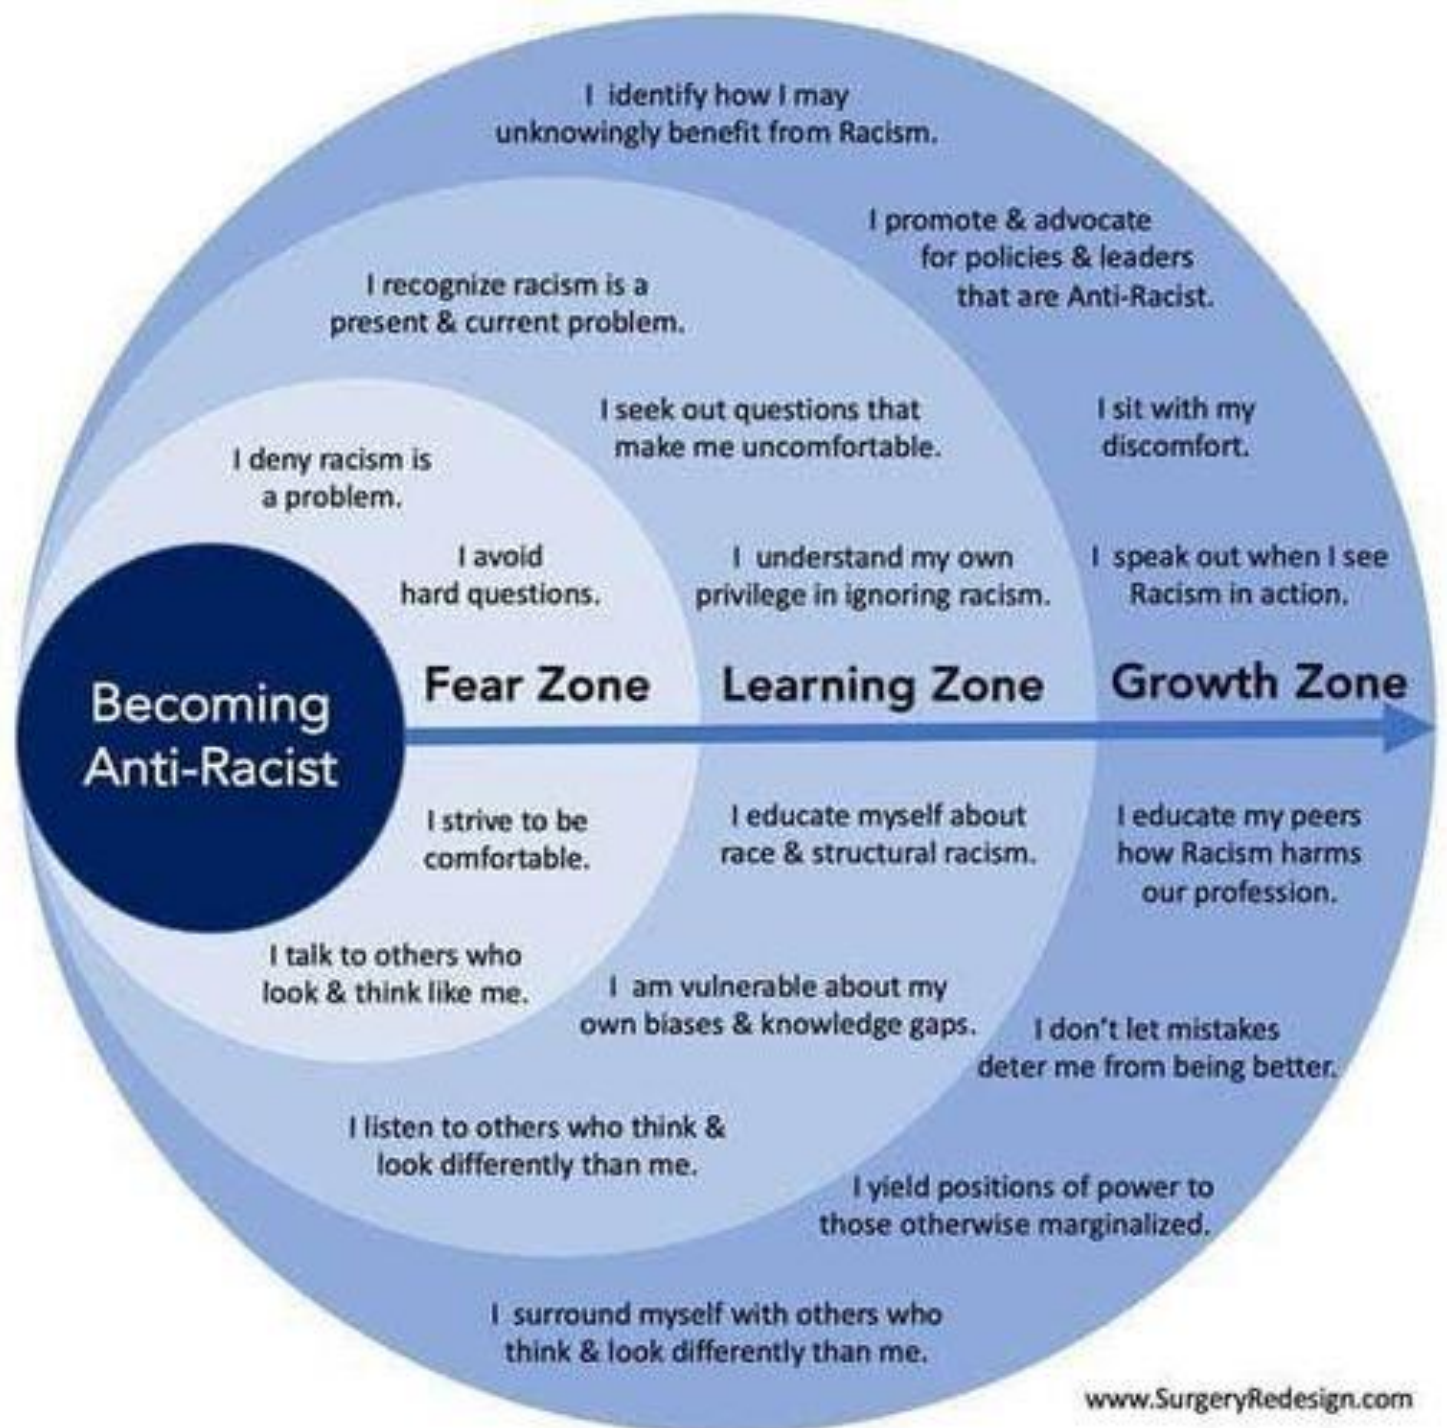 I identify how I may
unknowingly benefit from Racism.
I promote & advocate
for policies & leaders
that are Anti-Racist.
I recognize racism is a
present & current problem.
I seek out questions that
make me uncomfortable.
I sit with my
discomfort.
I deny racism is
a problem.
I avoid
hard questions.
I understand my own
privilege in ignoring racism.
I speak out when I see
Racism in action.
Becoming
Anti-Racist
Fear Zone
Learning Zone
Growth Zone
I strive to be
comfortable.
I educate myself about
race & structural racism.
I educate my peers
how Racism harms
our profession.
I talk to others who
look & think like me.
I am vulnerable about my
own biases & knowledge gaps.
I don't let mistakes
deter me from being better.
I listen to others who think &
look differently than me.
I yield positions of power to
those otherwise marginalized.
I surround myself with others who
think & look differently than me.
www.SurgeryRedesign.com